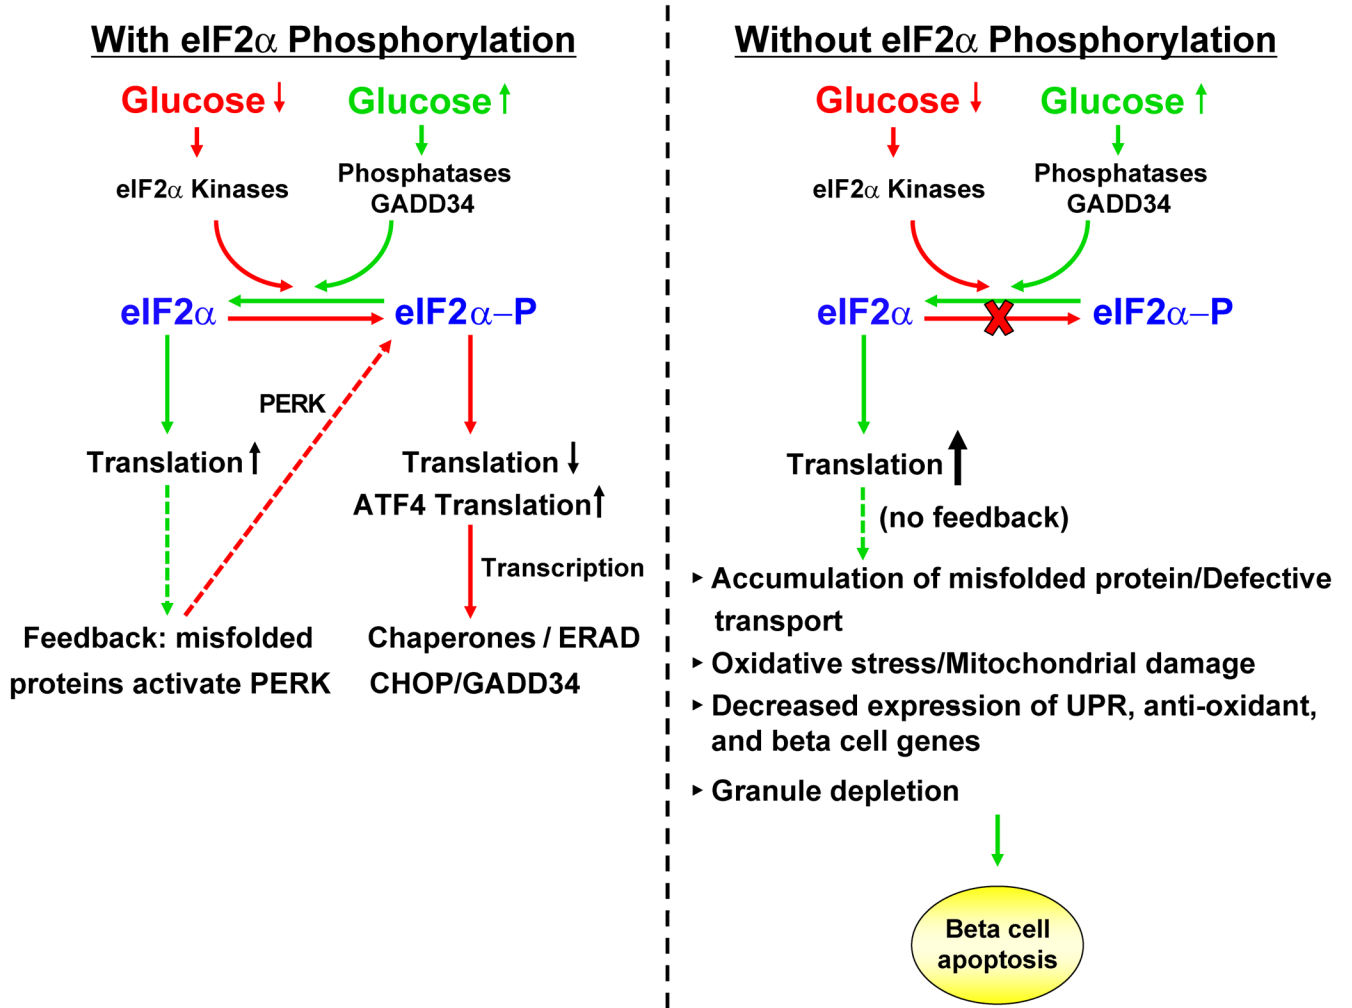 With eIF2α Phosphorylation
Glucose↓ Glucose↑
eIF2α Kinases
Phosphatases
GADD34
eIF2α eIF2α–P
PERK
Translation↑
Translation↓
ATF4 Translation↑
Transcription
Feedback: misfolded
proteins activate PERK
Chaperones / ERAD
CHOP/GADD34
Without eIF2α Phosphorylation
Glucose↓ Glucose↑
eIF2α Kinases
Phosphatases
GADD34
eIF2α eIF2α–P
Translation↑
(no feedback)
‣ Accumulation of misfolded protein/Defective
transport
‣ Oxidative stress/Mitochondrial damage
‣ Decreased expression of UPR, anti-oxidant,
and beta cell genes
‣ Granule depletion
Beta cell
apoptosis